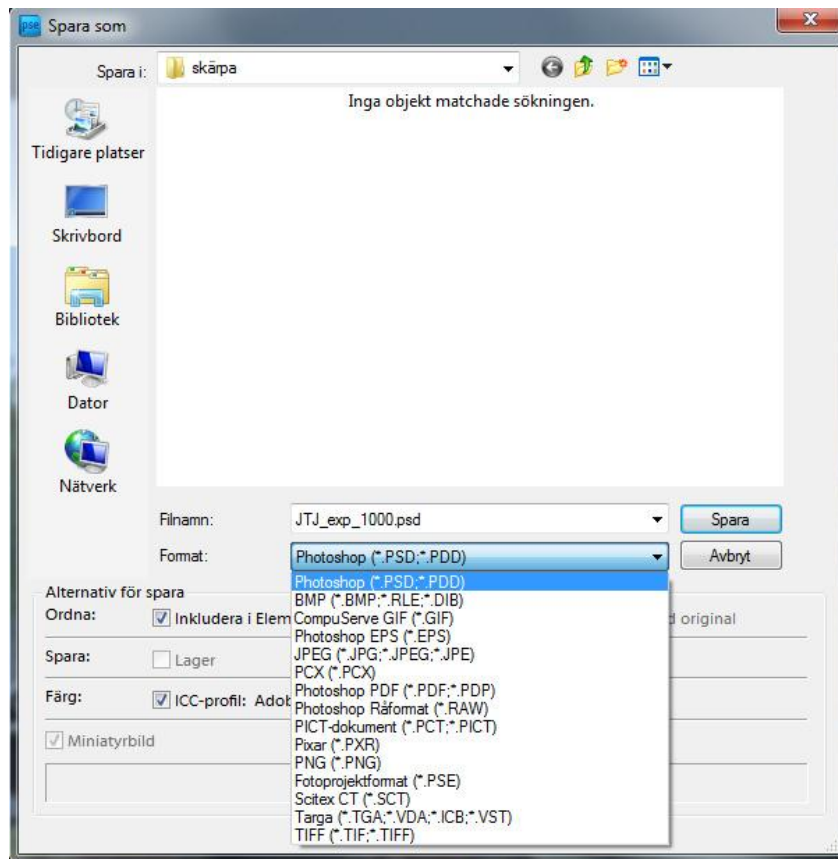 pse Spara som
Spara i: skärpa
Inga objekt matchade sökningen.
Tidigare platser
Skrivbord
Bibliotek
Dator
Nätverk
Filnamn: JTJ_exp_1000.psd Spara
Format: Photoshop (*.PSD;*.PDD) Avbryt
Photoshop (*.PSD;*.PDD)
BMP (*.BMP;*.RLE;*.DIB)
CompuServe GIF (*.GIF)
Photoshop EPS (*.EPS)
JPEG (*.JPG;*.JPEG;*.JPE)
PCX (*.PCX)
Photoshop PDF (*.PDF;*.PDP)
Photoshop Råformat (*.RAW)
PICT-dokument (*.PCT;*.PICT)
Pixar (*.PXR)
PNG (*.PNG)
Fotoprojektformat (*.PSE)
Scitex CT (*.SCT)
Targa (*.TGA;*.VDA;*.ICB;*.VST)
TIFF (*.TIF;*.TIFF)
Alternativ för spara
Ordna: Inkludera i Elem d original
Spara: Lager
Färg: ICC-profil: Adob
Miniatyrbild